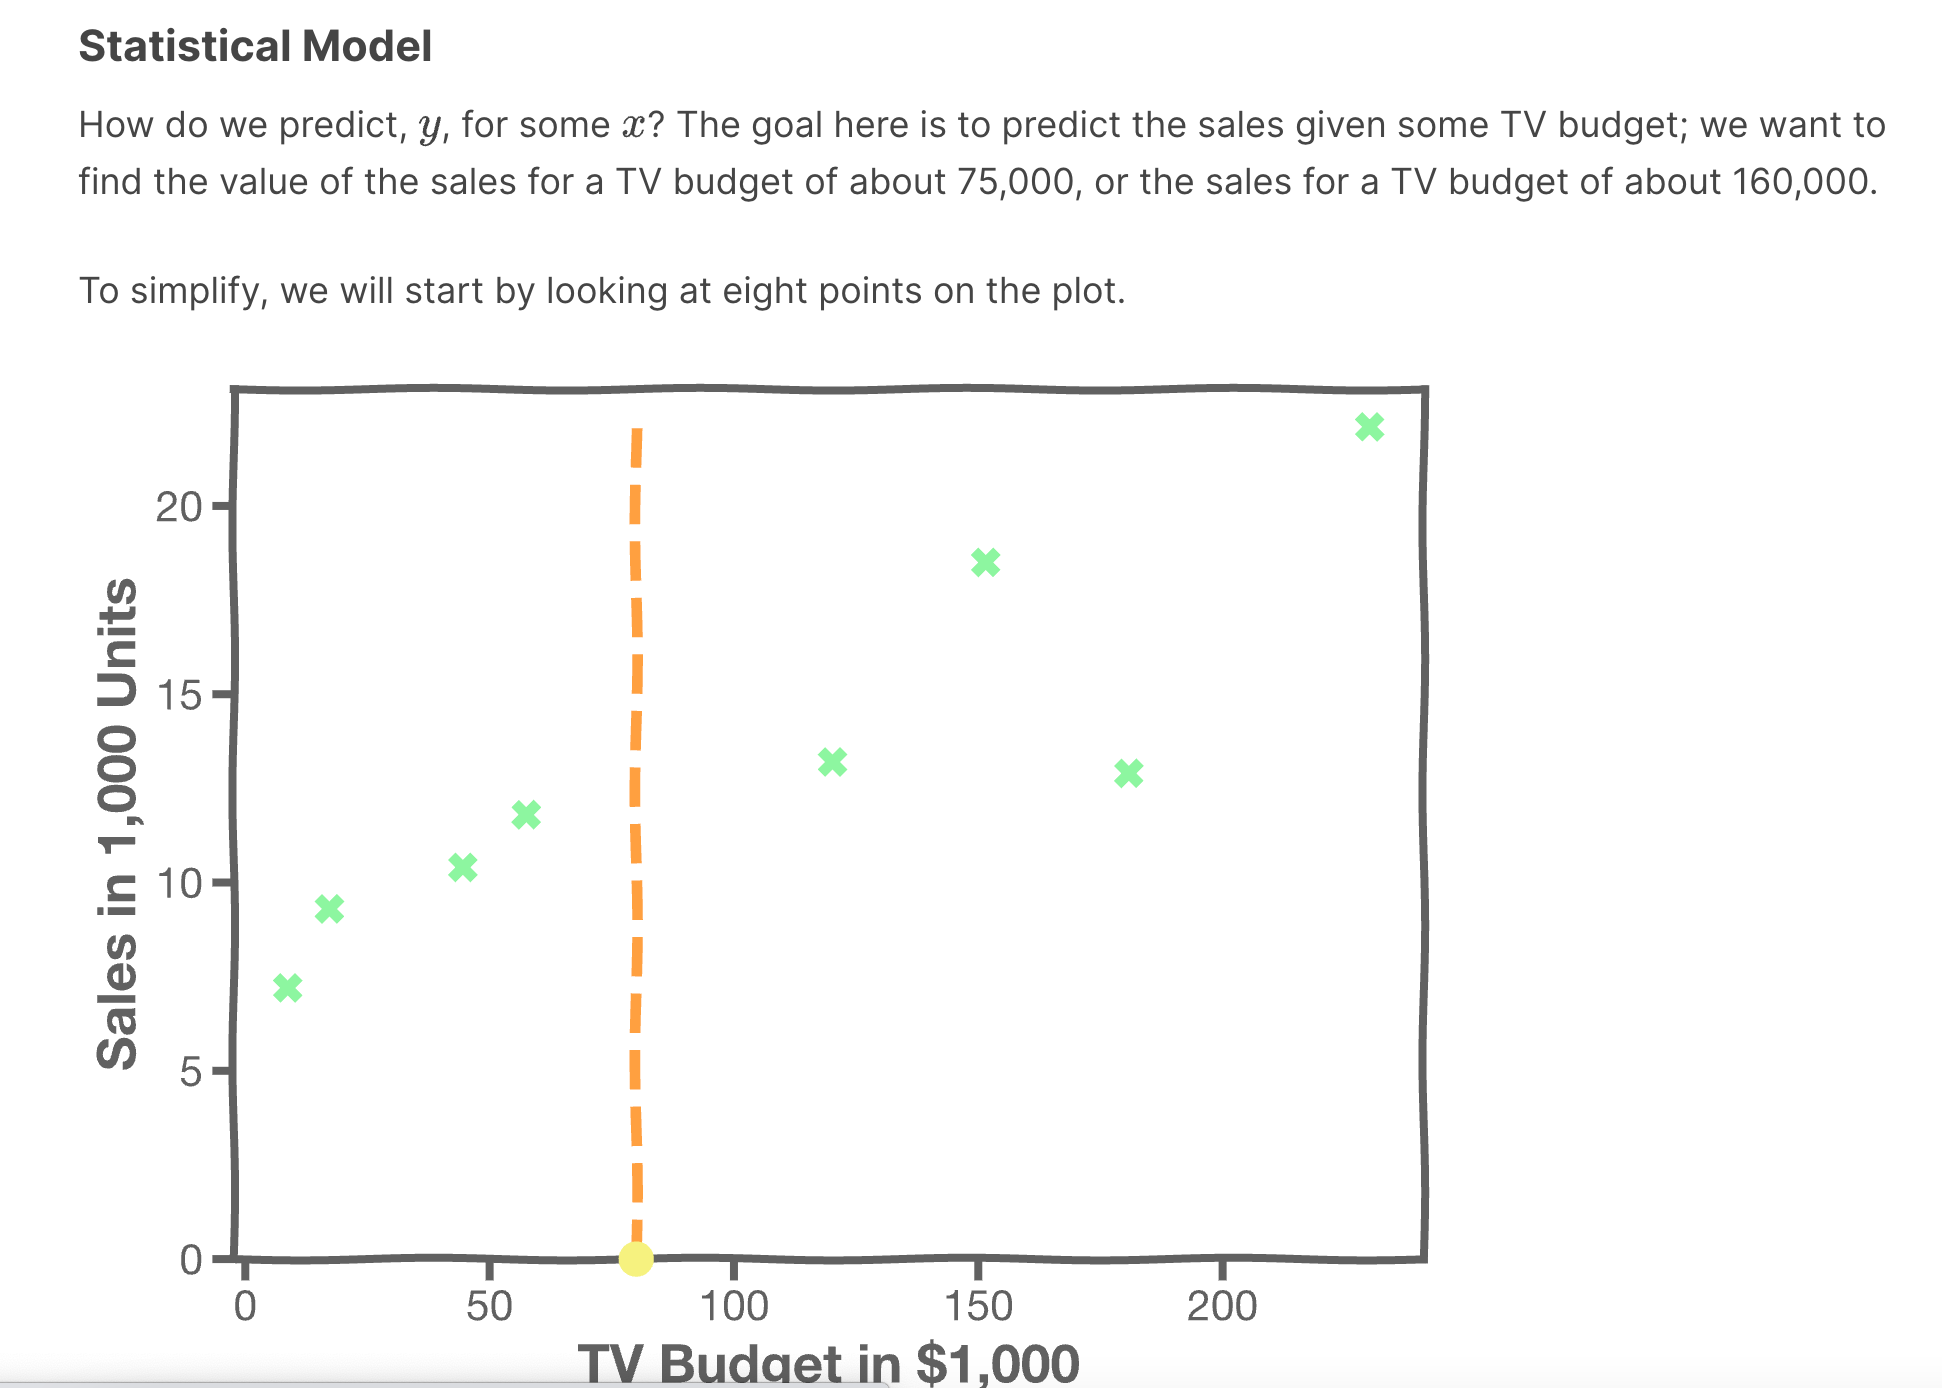 Statistical Model
How do we predict, y, for some x? The goal here is to predict the sales given some TV budget; we want to
find the value of the sales for a TV budget of about 75,000, or the sales for a TV budget of about 160,000.
To simplify, we will start by looking at eight points on the plot.
Sales in 1,000 Units
20
15
10
5
0
0 50 100 150 200
TV Budget in $1,000